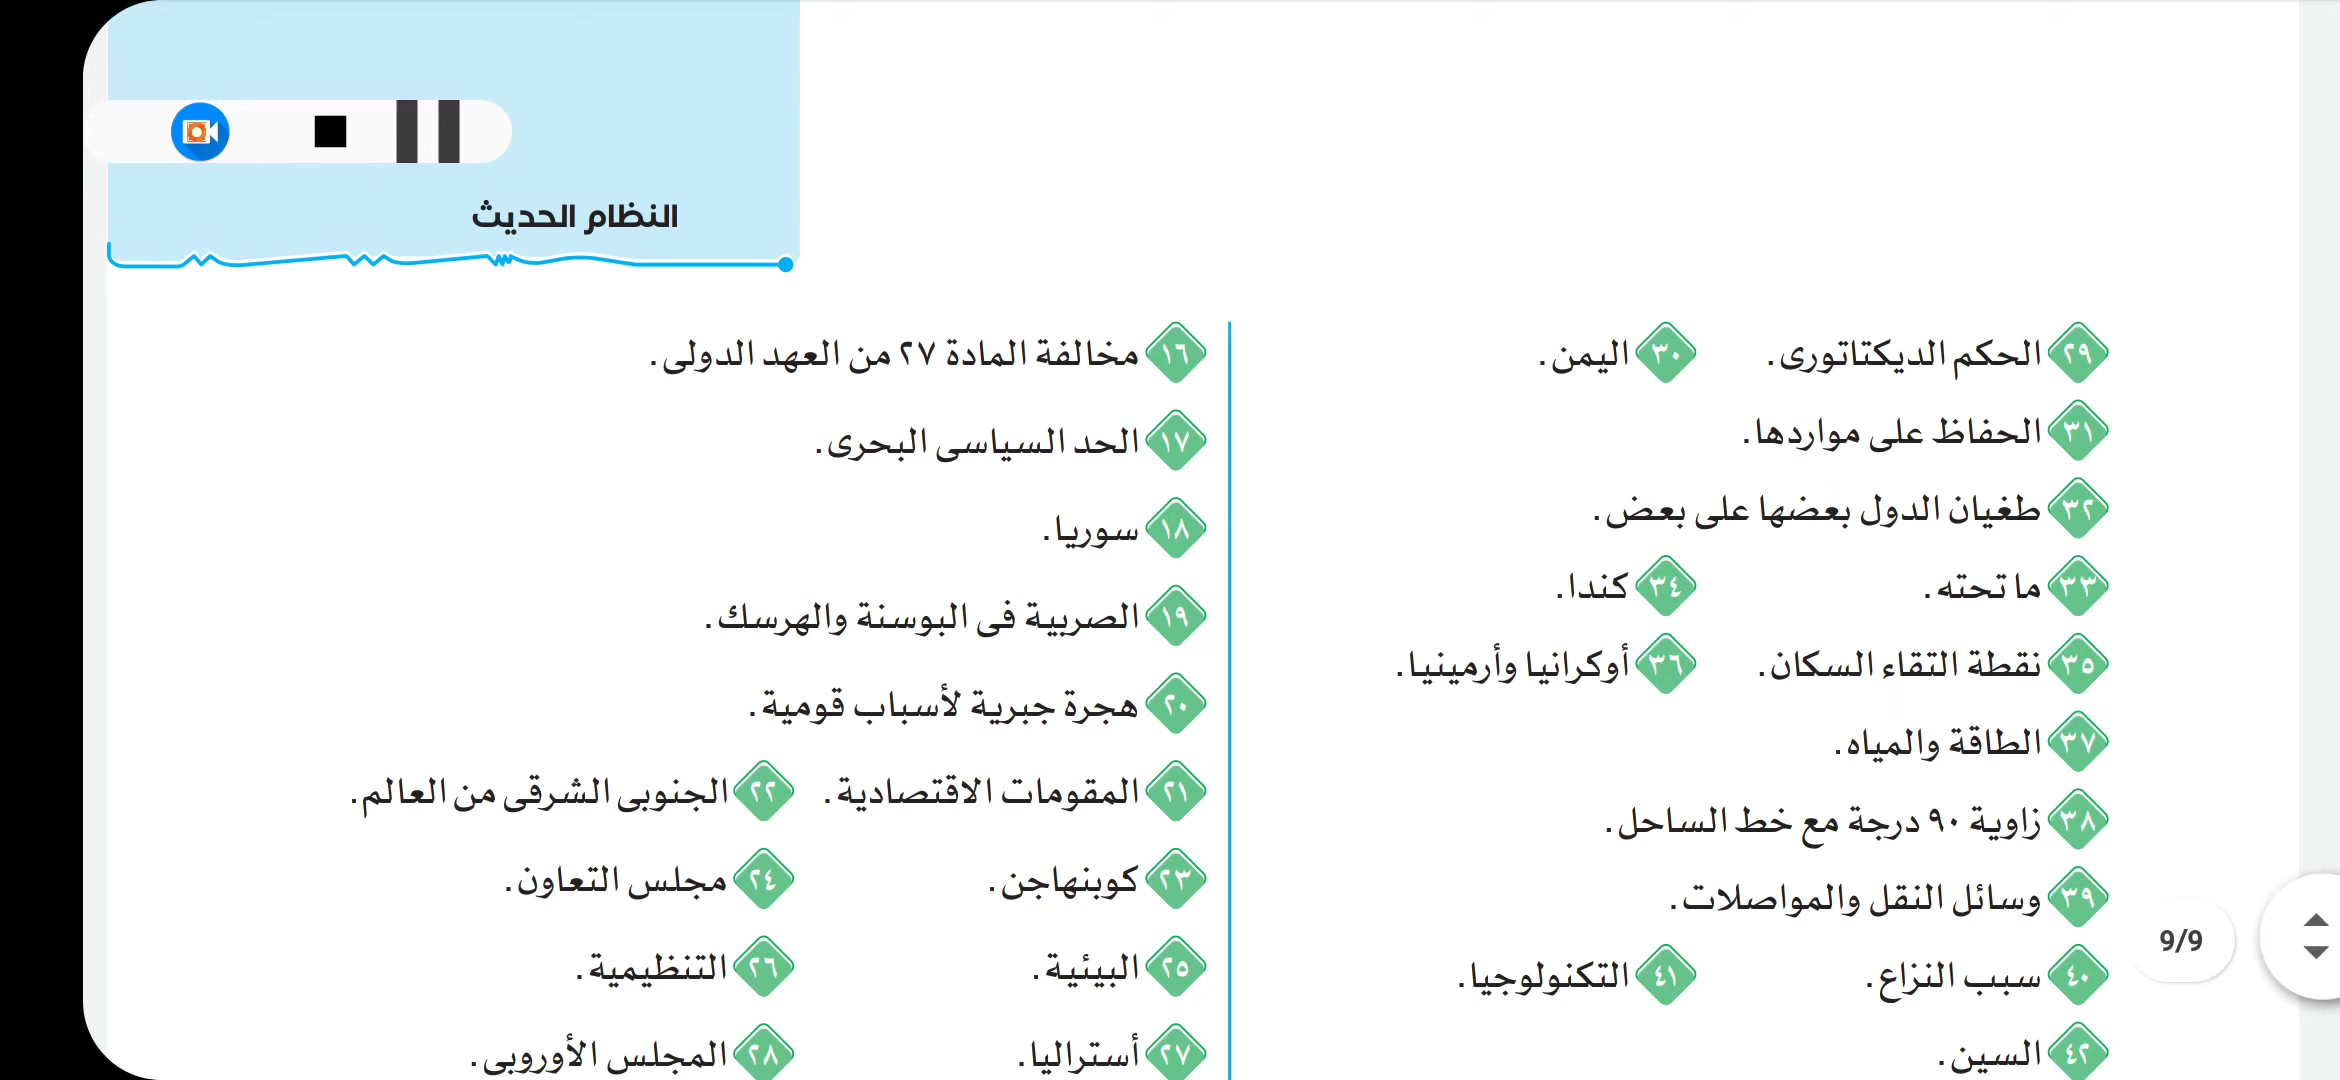 النظام الحديث
٢٩ الحكم الديكتاتورى. ٣٠ اليمن.
٣١ الحفاظ على مواردها.
٣٢ طغيان الدول بعضها على بعض.
٣٣ ما تحته. ٣٤ كندا.
٣٥ نقطة التقاء السكان. ٣٦ أوكرانيا وأرمينيا.
٣٧ الطاقة والمياه.
٣٨ زاوية ٩٠ درجة مع خط الساحل.
٣٩ وسائل النقل والمواصلات.
٤٠ سبب النزاع. ٤١ التكنولوجيا.
٤٢ السين.
١٦ مخالفة المادة ٢٧ من العهد الدولى.
١٧ الحد السياسى البحرى.
١٨ سوريا.
١٩ الصربية فى البوسنة والهرسك.
٢٠ هجرة جبرية لأسباب قومية.
٢١ المقومات الاقتصادية. ٢٢ الجنوبى الشرقى من العالم.
٢٣ كوبنهاجن. ٢٤ مجلس التعاون.
٢٥ البيئية. ٢٦ التنظيمية.
٢٧ أستراليا. ٢٨ المجلس الأوروبى.
9/9